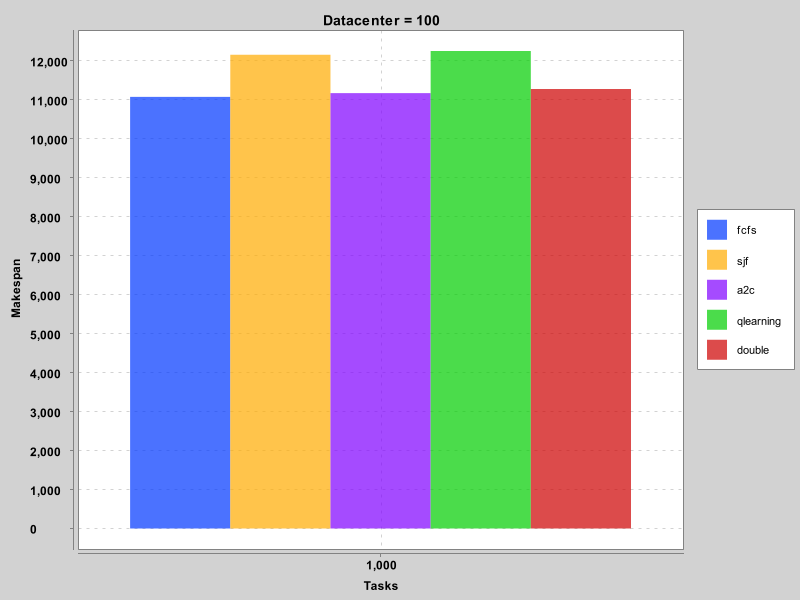 Datacenter = 100
Makespan
12,000
11,000
10,000
9,000
8,000
7,000
6,000
5,000
4,000
3,000
2,000
1,000
0
1,000
Tasks
fcfs
sjf
a2c
qlearning
double